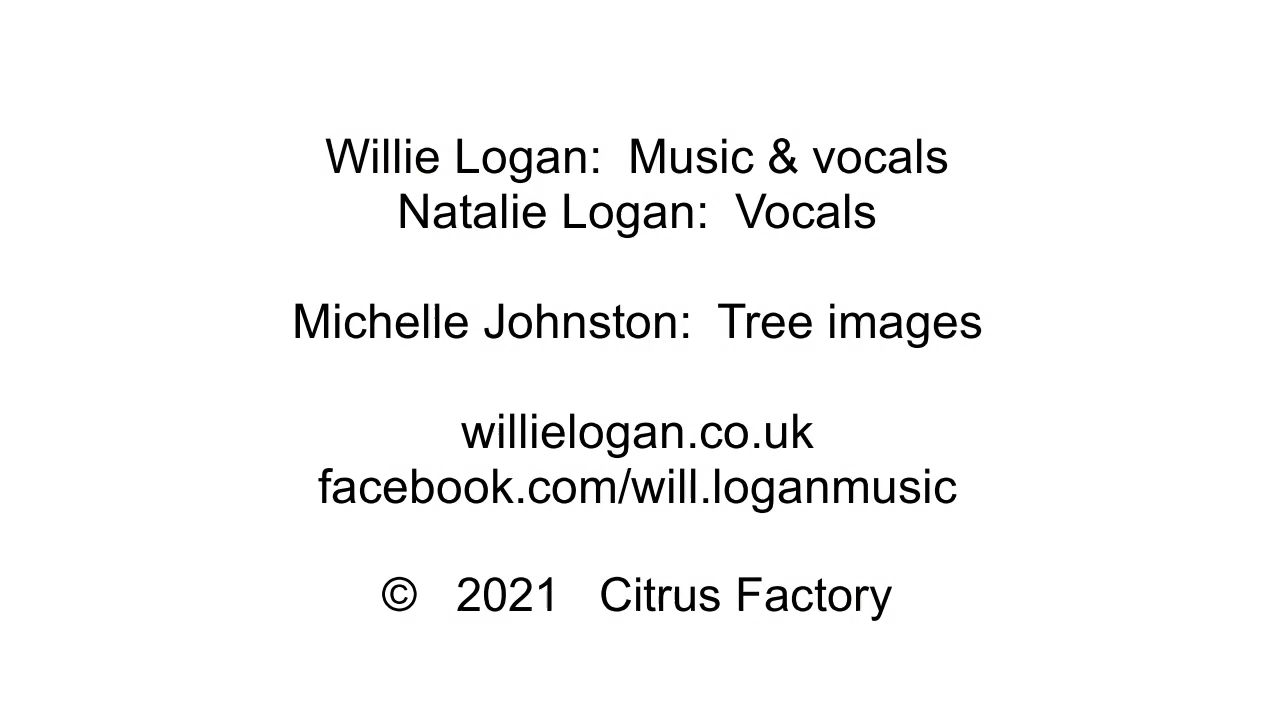 Willie Logan:  Music & vocals
Natalie Logan:  Vocals
Michelle Johnston:  Tree images
willielogan.co.uk
facebook.com/will.loganmusic
©   2021   Citrus Factory